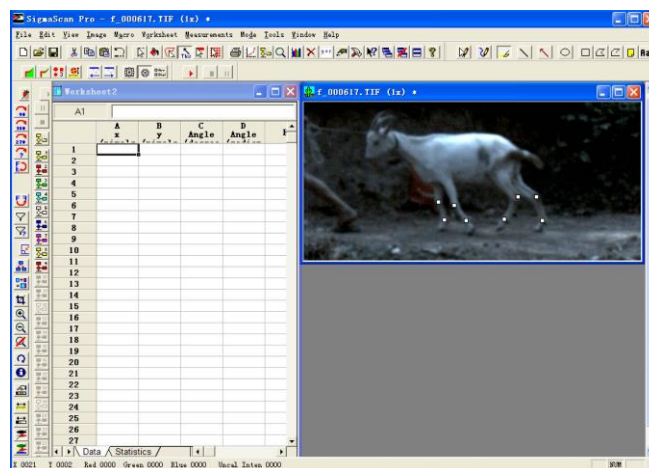 SigmaScan Pro - f_000617.TIF (1x) *
File Edit View Image Macro Worksheet Measurements Mode Tools Window Help
Worksheet2
f_000617.TIF (1x) *
A1
A B C D
x y Angle Angle
1
2
3
4
5
6
7
8
9
10
11
12
13
14
15
16
17
18
19
20
21
22
23
24
25
26
27
Data Statistics
X 0021 Y 0002 Red 0000 Green 0000 Blue 0000 Uncal Inten 0000
NUM